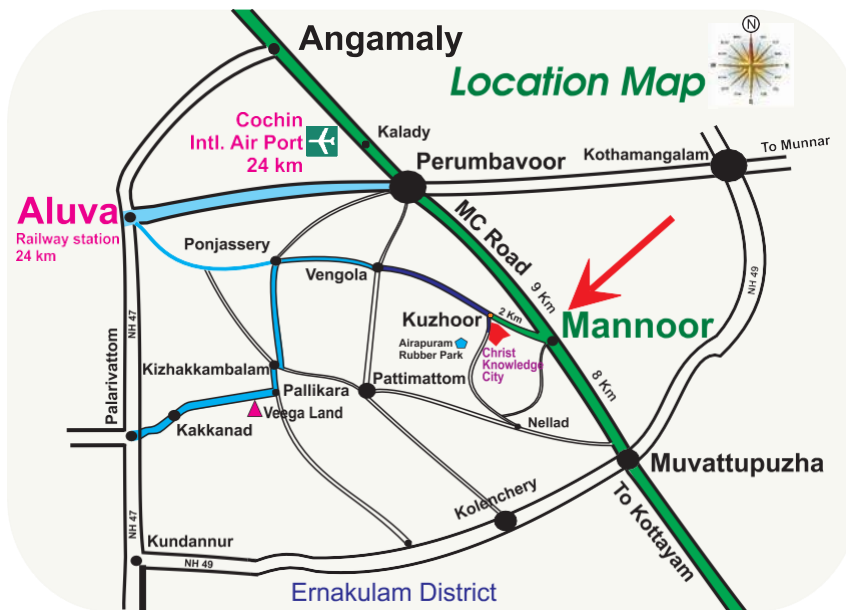 N
Angamaly
Location Map
Cochin
Intl. Air Port
24 km
Kalady
Perumbavoor
Kothamangalam
To Munnar
Aluva
Railway station
24 km
MC Road
Ponjassery
Vengola
9 Km
NH 49
2 Km
Kuzhoor
Mannoor
NH 47
Airapuram
Rubber Park
Christ
Knowledge
City
Kizhakkambalam
Pallikara
Pattimattom
8 Km
Palarivattom
Veega Land
Kakkanad
Nellad
Muvattupuzha
Kolenchery
To Kottayam
NH 47
Kundannur
NH 49
Ernakulam District